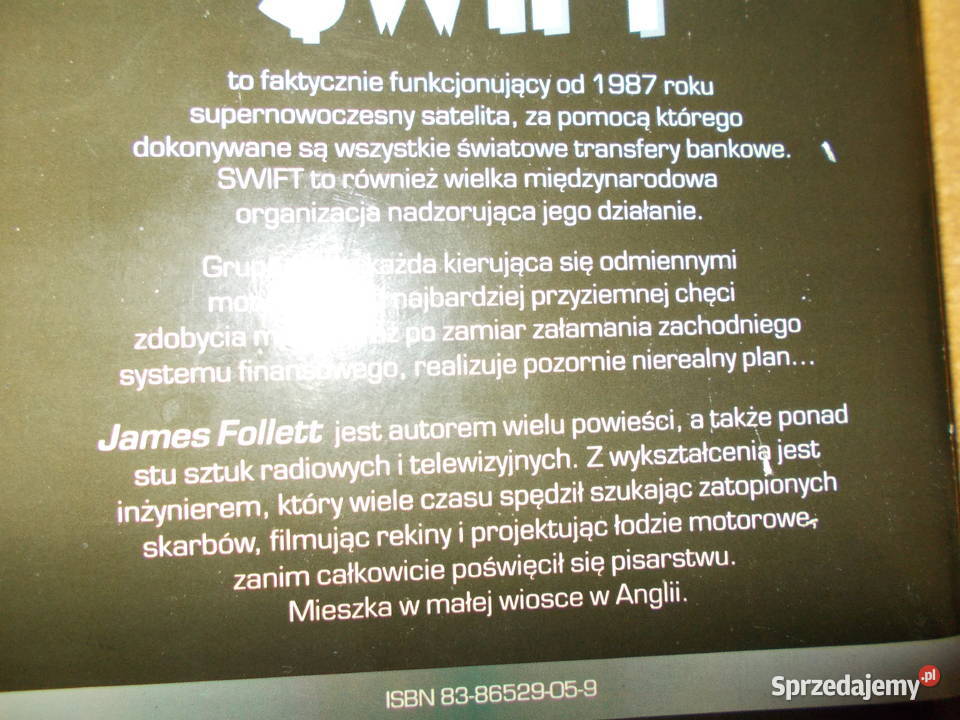 SWIFT
to faktycznie funkcjonujący od 1987 roku
supernowoczesny satelita, za pomocą którego
dokonywane są wszystkie światowe transfery bankowe.
SWIFT to również wielka międzynarodowa
organizacja nadzorująca jego działanie.
każda kierująca się odmiennymi
najbardziej przyziemnej chęci
zdobycia po zamiar załamania zachodniego
systemu finansowego, realizuje pozornie nierealny plan...
James Follett jest autorem wielu powieści, a także ponad
stu sztuk radiowych i telewizyjnych. Z wykształcenia jest
inżynierem, który wiele czasu spędził szukając zatopionych
skarbów, filmując rekiny i projektując łodzie motorowe,
zanim całkowicie poświęcił się pisarstwu.
Mieszka w małej wiosce w Anglii.
ISBN 83-86529-05-9
Sprzedajemy.pl